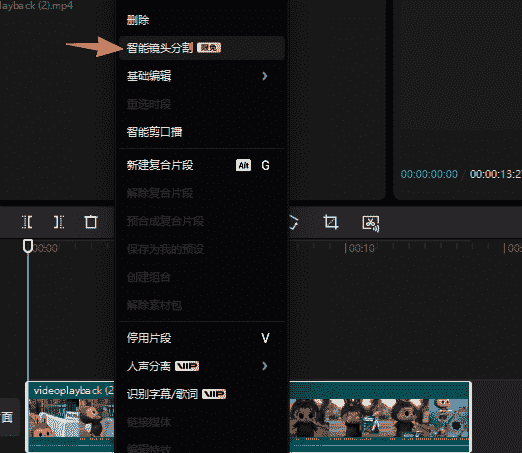 layback (2).mp4
删除
智能镜头分割 限免
基础编辑
重选时段
智能剪口播
新建复合片段 Alt G
解除复合片段
预合成复合片段
保存为我的预设
创建组合
解除素材包
停用片段 V
人声分离 VIP
识别字幕/歌词 VIP
链接媒体
编辑特效
00:00:00:00 / 00:00:13:2
00:00
00:10
00
videoplayback (2
面